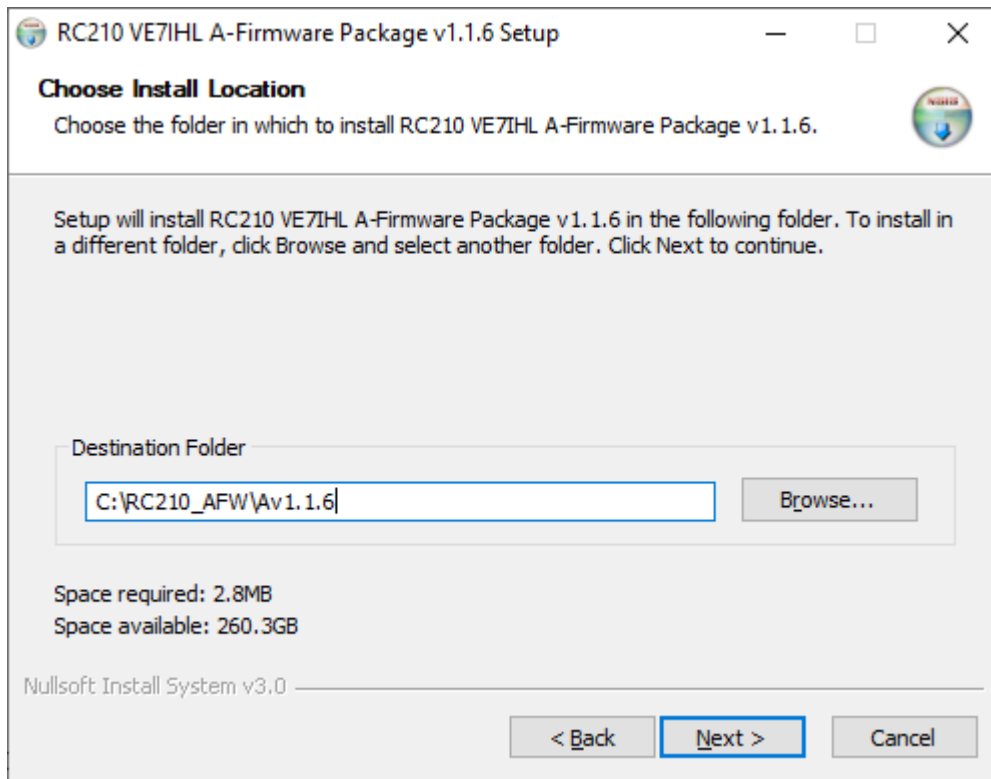 RC210 VE7IHL A-Firmware Package v1.1.6 Setup
Choose Install Location
Choose the folder in which to install RC210 VE7IHL A-Firmware Package v1.1.6.
NSIS
Setup will install RC210 VE7IHL A-Firmware Package v1.1.6 in the following folder. To install in
a different folder, click Browse and select another folder. Click Next to continue.
Destination Folder
C:\RC210_AFW\Av1.1.6
Browse...
Space required: 2.8MB
Space available: 260.3GB
Nullsoft Install System v3.0
< Back
Next >
Cancel